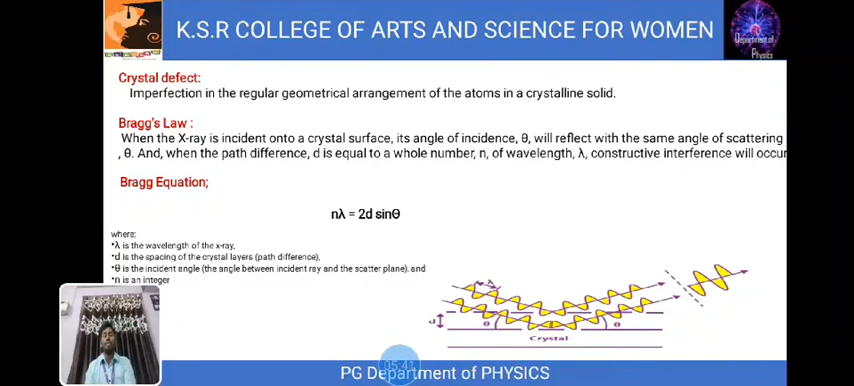 K.S.R COLLEGE OF ARTS AND SCIENCE FOR WOMEN
Department of
Physics
Crystal defect:
Imperfection in the regular geometrical arrangement of the atoms in a crystalline solid.
Bragg's Law :
When the X-ray is incident onto a crystal surface, its angle of incidence, θ, will reflect with the same angle of scattering
, θ. And, when the path difference, d is equal to a whole number, n, of wavelength, λ, constructive interference will occur
Bragg Equation;
nλ = 2d sinΘ
where:
•λ is the wavelength of the x-ray,
•d is the spacing of the crystal layers (path difference),
•θ is the incident angle (the angle between incident ray and the scatter plane), and
•n is an integer
λ
d
θ
θ
Crystal
05:41
PG Department of PHYSICS